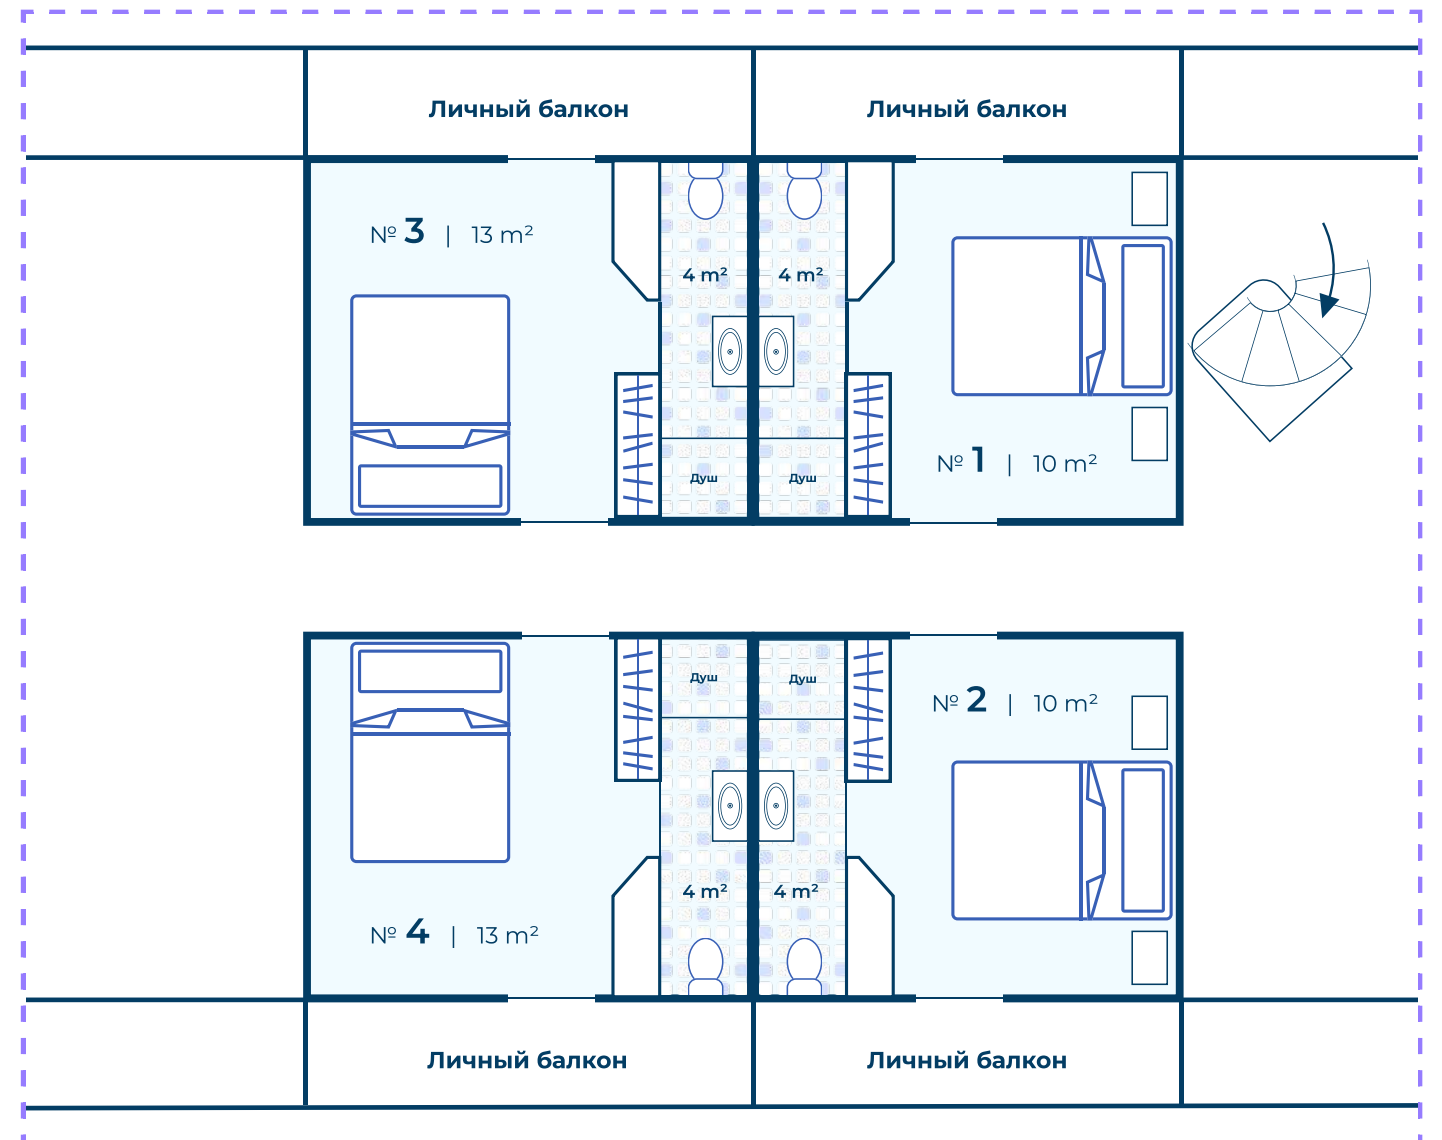 Личный балкон
Личный балкон
№ 3 | 13 m²
4 m²
4 m²
№ 1 | 10 m²
Душ
Душ
Душ
Душ
№ 2 | 10 m²
4 m²
4 m²
№ 4 | 13 m²
Личный балкон
Личный балкон